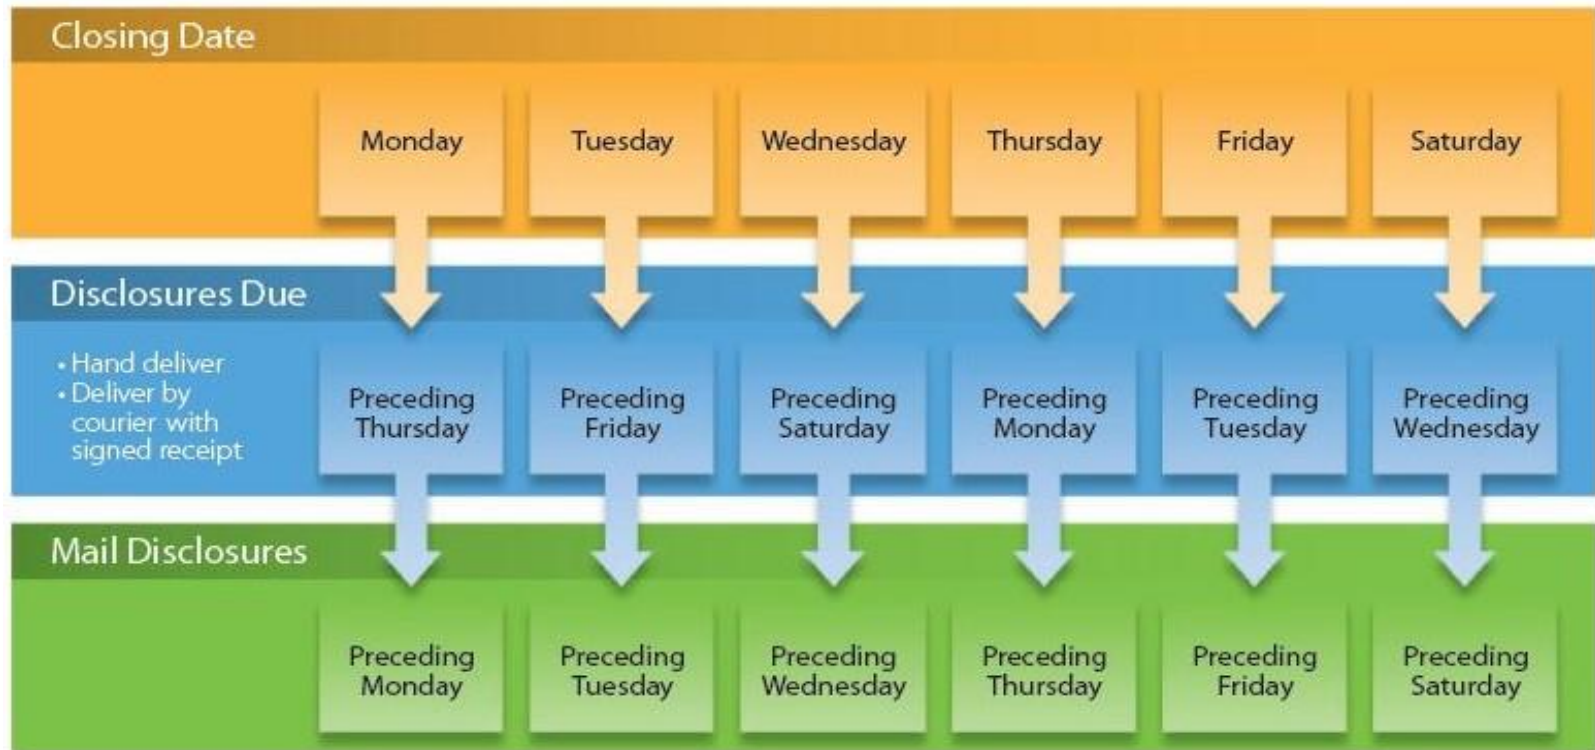 Closing Date
Monday
Tuesday
Wednesday
Thursday
Friday
Saturday
Disclosures Due
• Hand deliver
• Deliver by
courier with
signed receipt
Preceding
Thursday
Preceding
Friday
Preceding
Saturday
Preceding
Monday
Preceding
Tuesday
Preceding
Wednesday
Mail Disclosures
Preceding
Monday
Preceding
Tuesday
Preceding
Wednesday
Preceding
Thursday
Preceding
Friday
Preceding
Saturday